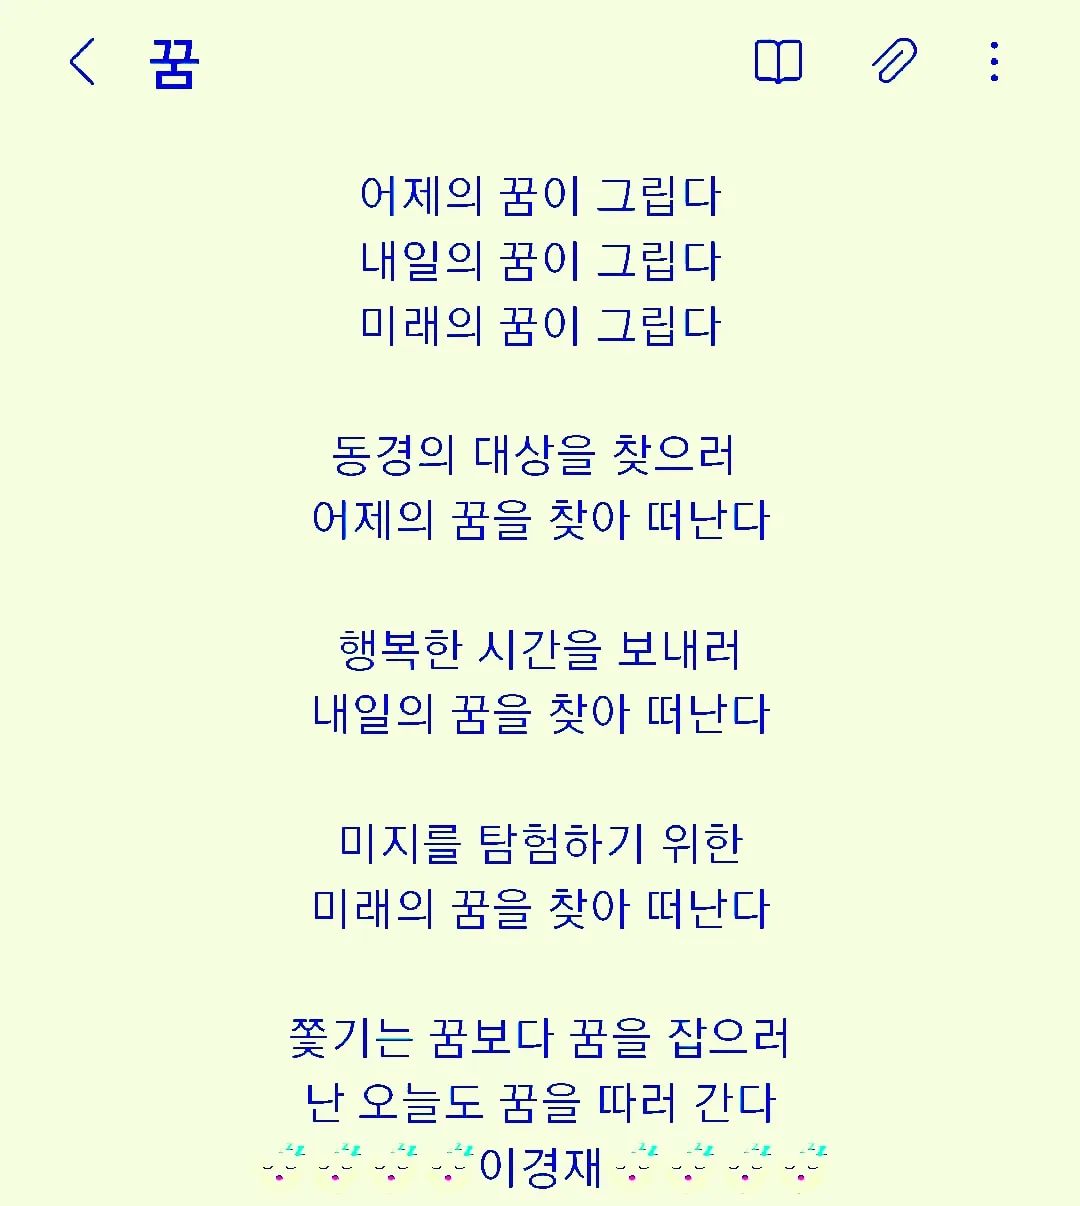 꿈
어제의 꿈이 그립다
내일의 꿈이 그립다
미래의 꿈이 그립다
동경의 대상을 찾으러
어제의 꿈을 찾아 떠난다
행복한 시간을 보내러
내일의 꿈을 찾아 떠난다
미지를 탐험하기 위한
미래의 꿈을 찾아 떠난다
쫓기는 꿈보다 꿈을 잡으러
난 오늘도 꿈을 따러 간다
😴😴😴😴이경재😴😴😴😴